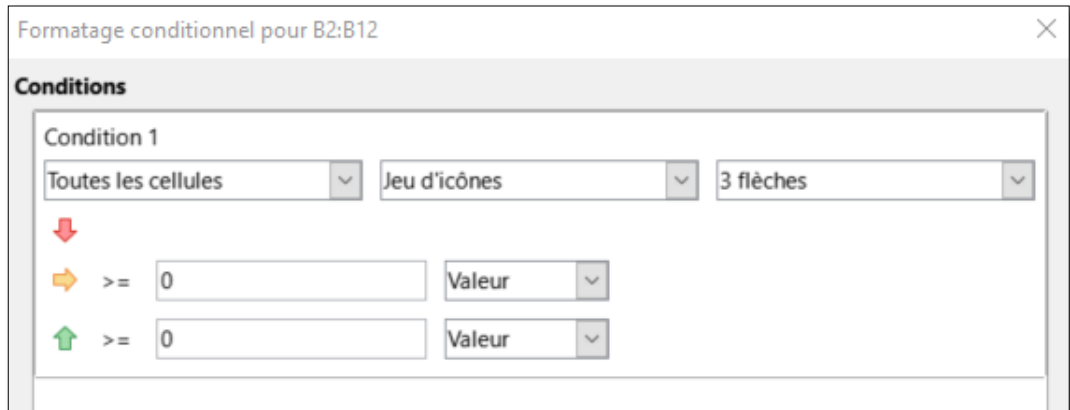 Formatage conditionnel pour B2:B12
Conditions
Condition 1
Toutes les cellules Jeu d'icônes 3 flèches
>= 0 Valeur
>= 0 Valeur